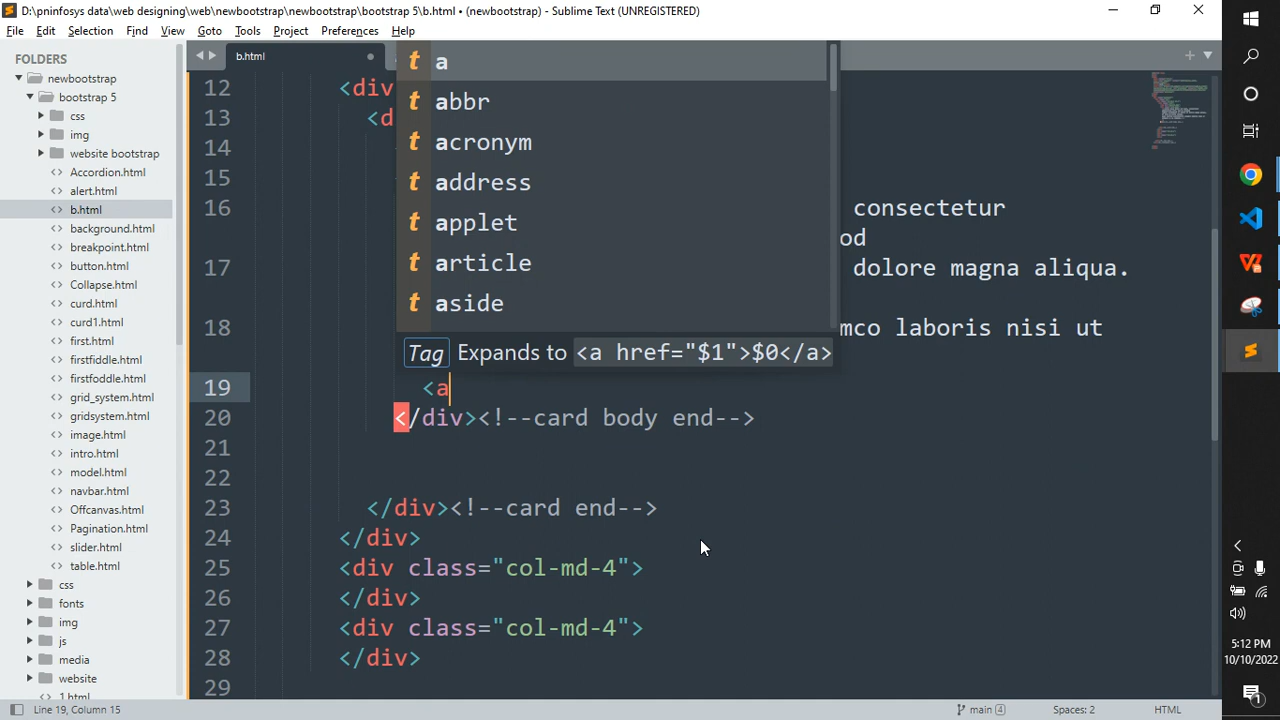 D:\pninfosys data\web designing\web\newbootstrap\newbootstrap\bootstrap 5\b.html • (newbootstrap) - Sublime Text (UNREGISTERED)
File Edit Selection Find View Goto Tools Project Preferences Help
FOLDERS
newbootstrap
bootstrap 5
css
img
website bootstrap
Accordion.html
alert.html
b.html
background.html
breakpoint.html
button.html
Collapse.html
curd.html
curd1.html
first.html
firstfiddle.html
firstfoddle.html
grid_system.html
gridsystem.html
image.html
intro.html
model.html
navbar.html
Offcanvas.html
Pagination.html
slider.html
table.html
css
fonts
img
js
media
website
1.html
b.html
12 <div
13 <d
14
15
16 consectetur
od
17 dolore magna aliqua.
18 mco laboris nisi ut
t a
t abbr
t acronym
t address
t applet
t article
t aside
Tag Expands to <a href="$1">$0</a>
19 <a
20 </div><!--card body end-->
21
22
23 </div><!--card end-->
24 </div>
25 <div class="col-md-4">
26 </div>
27 <div class="col-md-4">
28 </div>
29
Line 19, Column 15
main 4
Spaces: 2
HTML
5:12 PM
10/10/2022
1